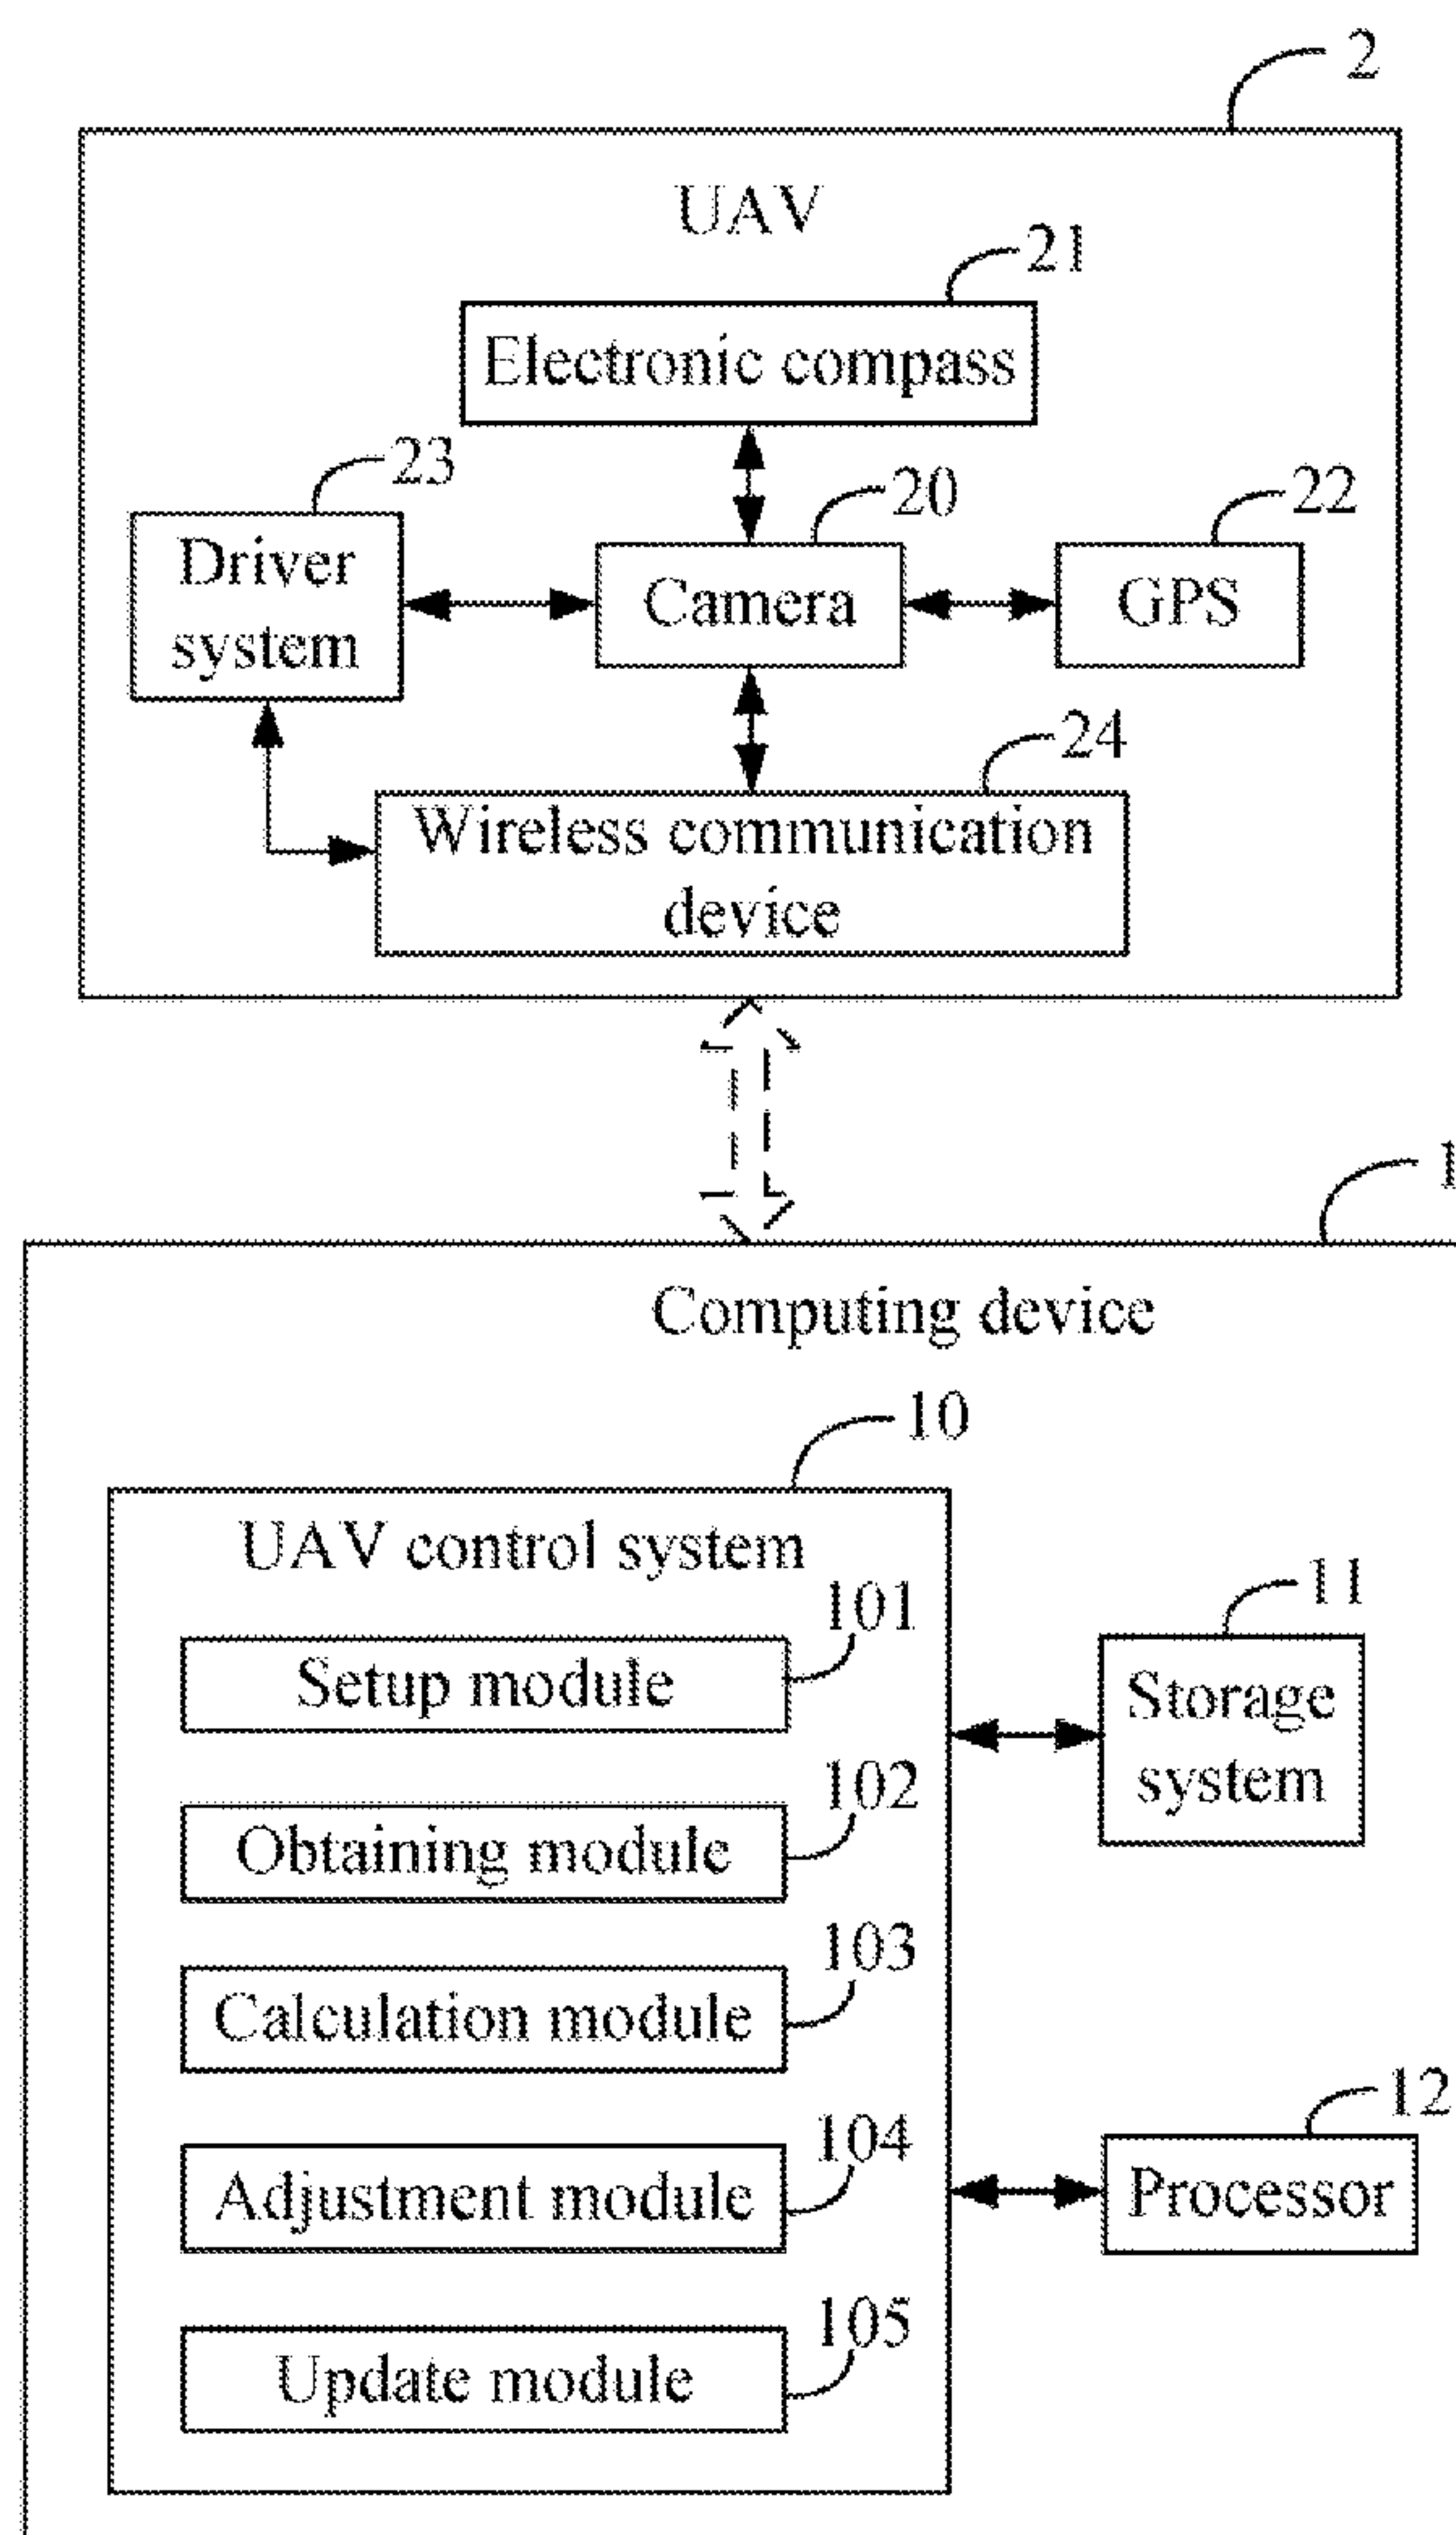 2
UAV
21
Electronic compass
23
20
22
Driver
system
Camera
GPS
24
Wireless communication
device
1
Computing device
10
UAV control system
101
Setup module
11
Storage
system
102
Obtaining module
103
Calculation module
104
Adjustment module
12
Processor
105
Update module